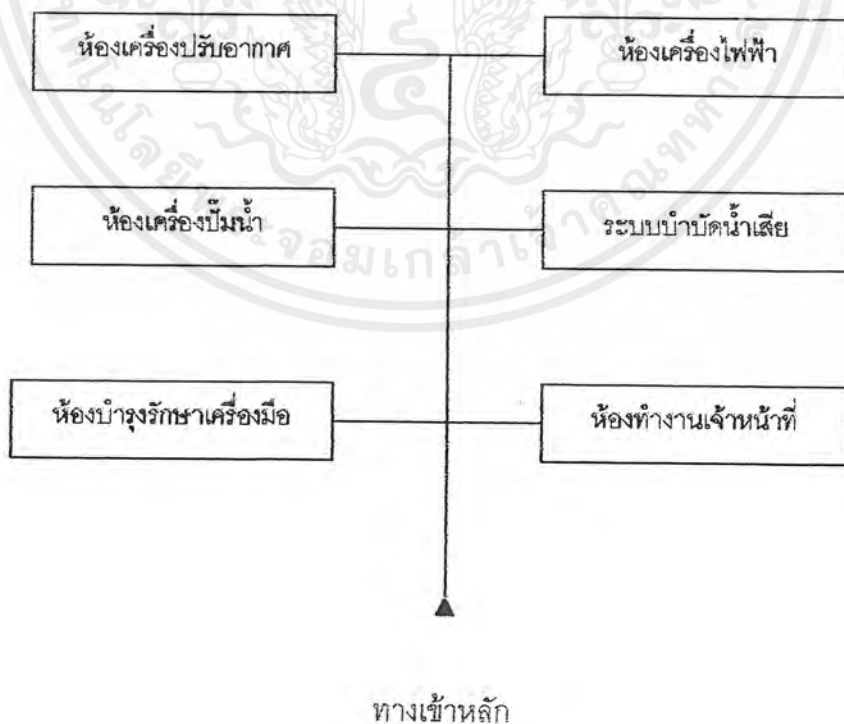 ห้องเครื่องปรับอากาศ
ห้องเครื่องไฟฟ้า
ห้องเครื่องปั๊มน้ำ
ระบบบำบัดน้ำเสีย
ห้องบำรุงรักษาเครื่องมือ
ห้องทำงานเจ้าหน้าที่
ทางเข้าหลัก